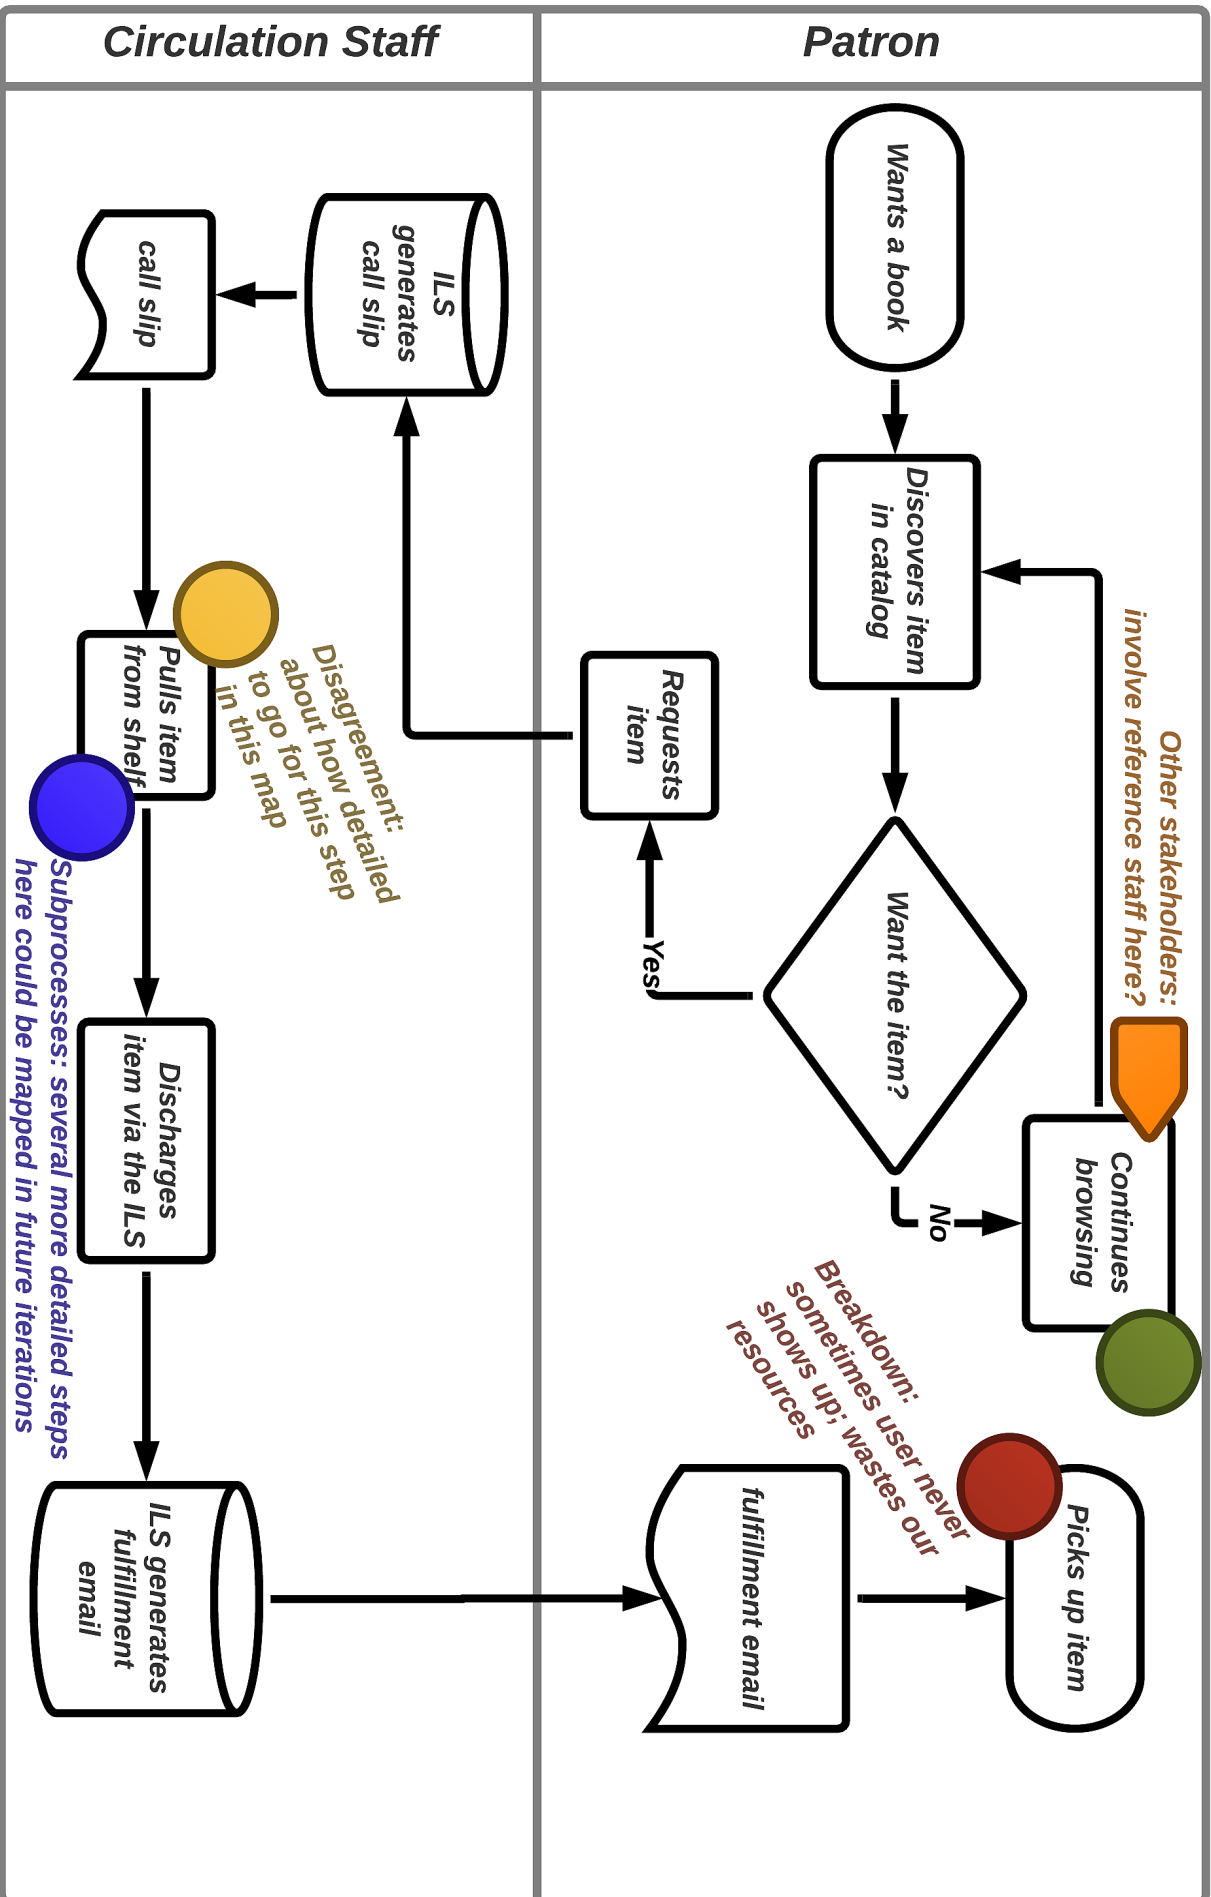 Circulation Staff
Patron
Wants a book
Discovers item
in catalog
Want the item?
Yes
No
Requests
item
Continues
browsing
Other stakeholders:
involve reference staff here?
ILS
generates
call slip
call slip
Pulls item
from shelf
Disagreement:
about how detailed
to go for this step
in this map
Subprocesses: several more detailed steps
here could be mapped in future iterations
Discharges
item via the ILS
ILS generates
fulfillment
email
fulfillment email
Picks up item
Breakdown:
sometimes user never
shows up; wastes our
resources